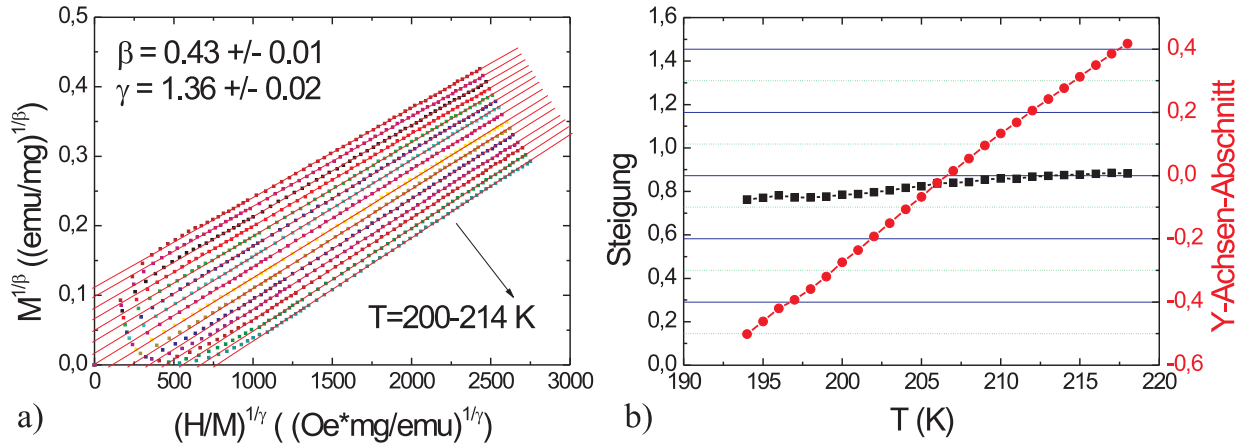 β = 0.43 +/- 0.01
γ = 1.36 +/- 0.02
T=200-214 K
0,5
0,4
0,3
0,2
0,1
0,0
M^{1/β} ((emu/mg)^{1/β})
0 500 1000 1500 2000 2500 3000
(H/M)^{1/γ} ( (Oe*mg/emu)^{1/γ})
a)
1,6
1,4
1,2
1,0
0,8
0,6
0,4
0,2
0,0
Steigung
0,4
0,2
0,0
-0,2
-0,4
-0,6
Y-Achsen-Abschnitt
190 195 200 205 210 215 220
T (K)
b)